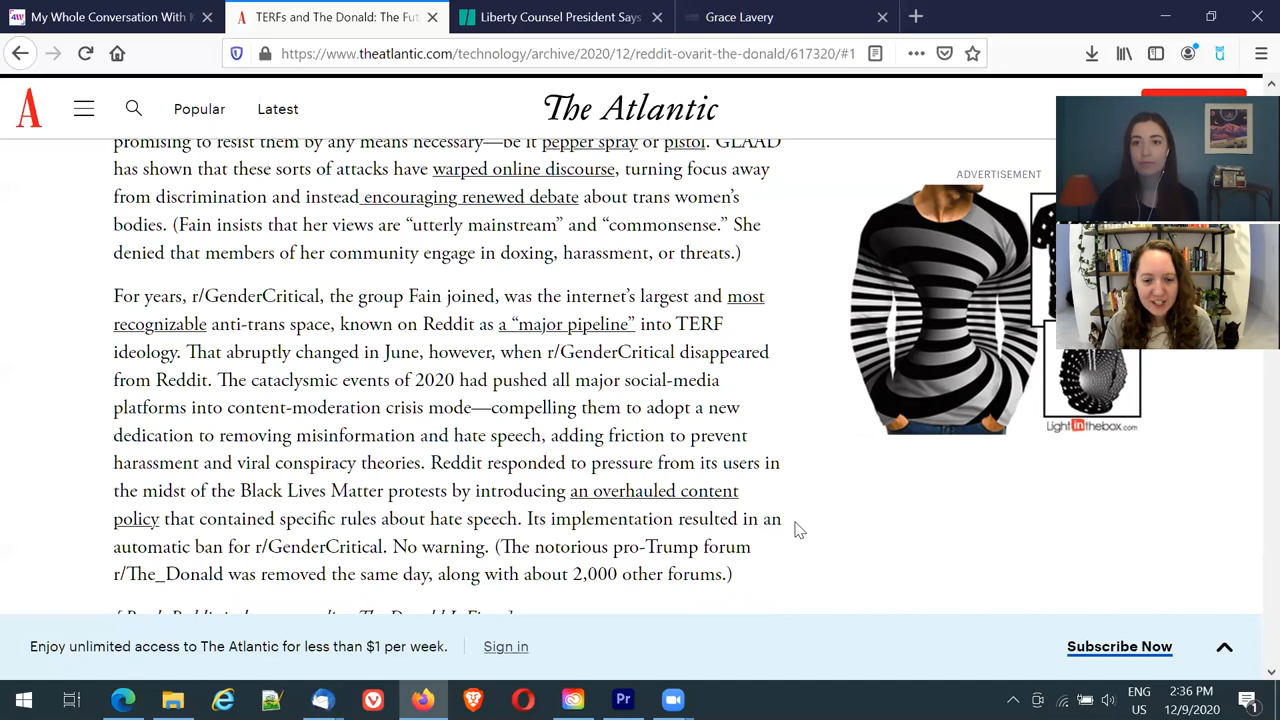 My Whole Conversation With K
TERFs and The Donald: The Fut
Liberty Counsel President Says
Grace Lavery
https://www.theatlantic.com/technology/archive/2020/12/reddit-ovarit-the-donald/617320/#1
A
Popular
Latest
The Atlantic
promising to resist them by any means necessary—be it pepper spray or pistol. GLAAD
has shown that these sorts of attacks have warped online discourse, turning focus away
from discrimination and instead encouraging renewed debate about trans women's
bodies. (Fain insists that her views are “utterly mainstream” and “commonsense.” She
denied that members of her community engage in doxing, harassment, or threats.)
For years, r/GenderCritical, the group Fain joined, was the internet's largest and most
recognizable anti-trans space, known on Reddit as a “major pipeline” into TERF
ideology. That abruptly changed in June, however, when r/GenderCritical disappeared
from Reddit. The cataclysmic events of 2020 had pushed all major social-media
platforms into content-moderation crisis mode—compelling them to adopt a new
dedication to removing misinformation and hate speech, adding friction to prevent
harassment and viral conspiracy theories. Reddit responded to pressure from its users in
the midst of the Black Lives Matter protests by introducing an overhauled content
policy that contained specific rules about hate speech. Its implementation resulted in an
automatic ban for r/GenderCritical. No warning. (The notorious pro-Trump forum
r/The_Donald was removed the same day, along with about 2,000 other forums.)
ADVERTISEMENT
Lightinthebox.com
Enjoy unlimited access to The Atlantic for less than $1 per week.
Sign in
Subscribe Now
Pr
ENG
US
2:36 PM
12/9/2020
1